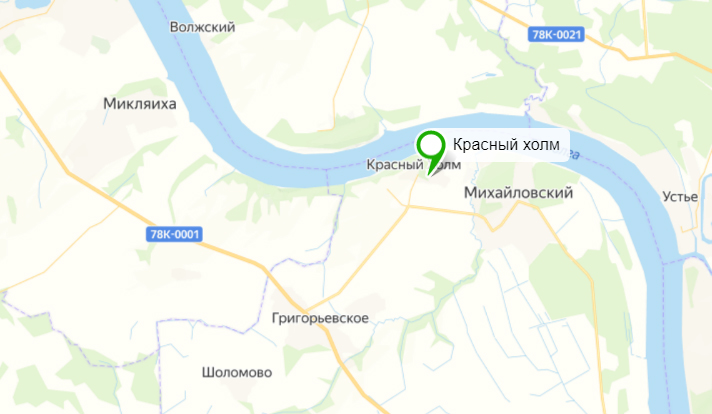 Волжский
78К-0021
Микляиха
Красный холм
Красный холм
Михайловский
Устье
78К-0001
Григорьевское
Шоломово